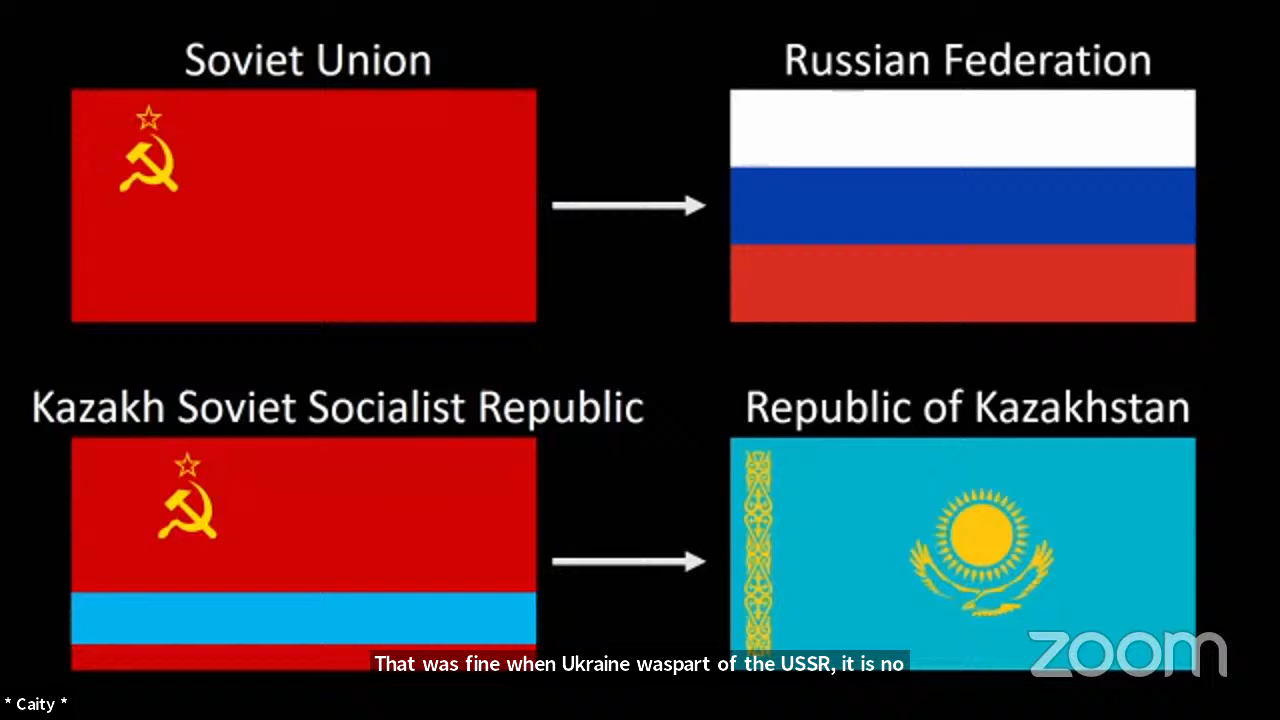 Soviet Union
Russian Federation
Kazakh Soviet Socialist Republic
Republic of Kazakhstan
zoom
That was fine when Ukraine waspart of the USSR, it is no
* Caity *